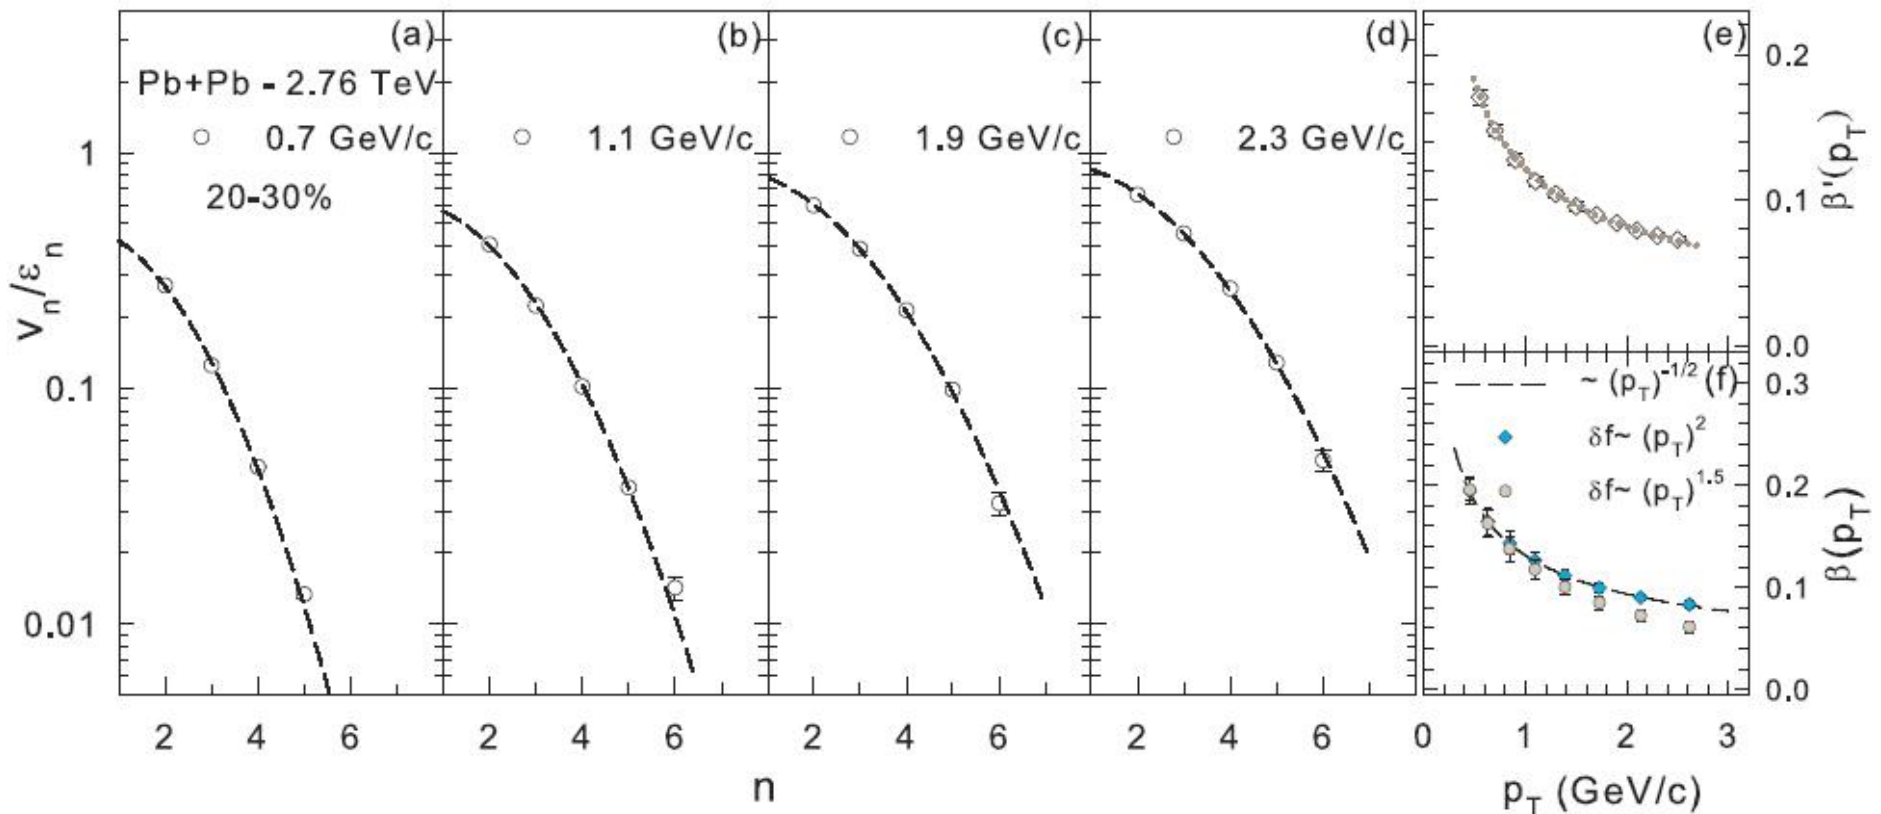 (a)
(b)
(c)
(d)
(e)
Pb+Pb - 2.76 TeV
0.7 GeV/c
1.1 GeV/c
1.9 GeV/c
2.3 GeV/c
20-30%
1
0.1
0.01
v_n/ε_n
0.2
0.1
0.0
β'(p_T)
~ (p_T)^-1/2 (f)
δf~ (p_T)^2
δf~ (p_T)^1.5
0.3
0.2
0.1
0.0
β(p_T)
2 4 6
2 4 6
2 4 6
2 4 6
0 1 2 3
n
p_T (GeV/c)